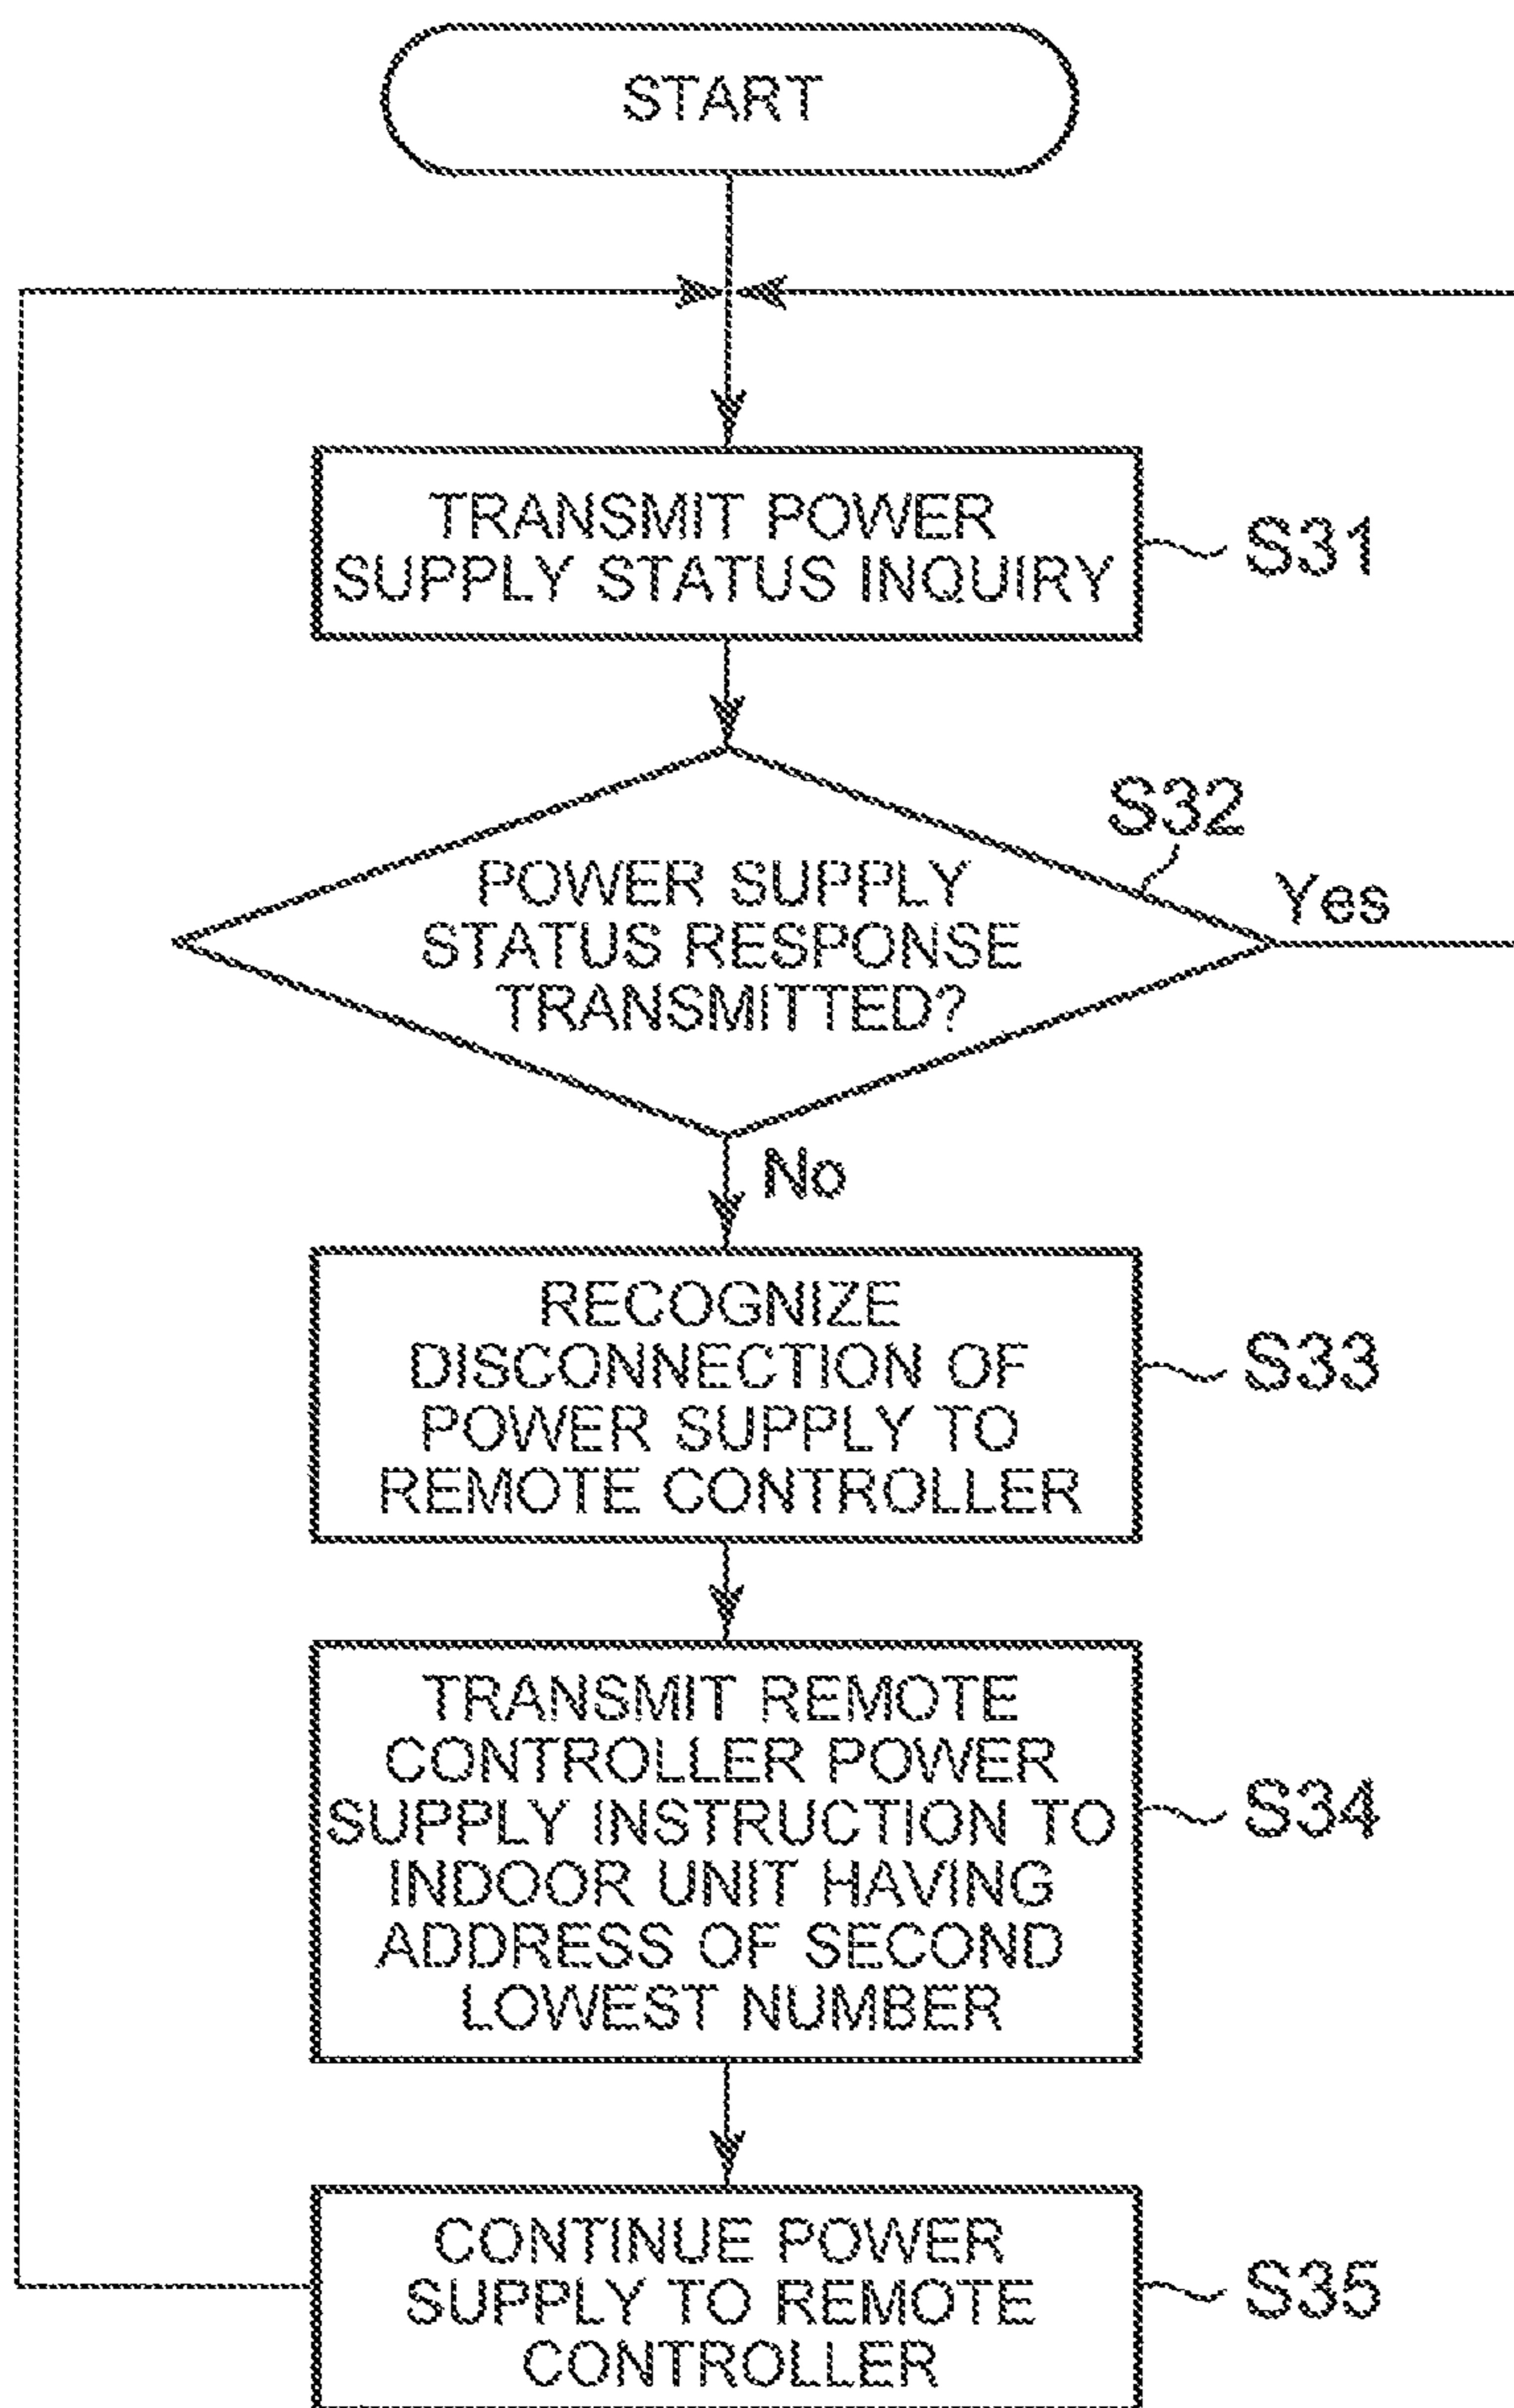 START
TRANSMIT POWER
SUPPLY STATUS INQUIRY
S31
S32
POWER SUPPLY
STATUS RESPONSE
TRANSMITTED?
Yes
No
RECOGNIZE
DISCONNECTION OF
POWER SUPPLY TO
REMOTE CONTROLLER
S33
TRANSMIT REMOTE
CONTROLLER POWER
SUPPLY INSTRUCTION TO
INDOOR UNIT HAVING
ADDRESS OF SECOND
LOWEST NUMBER
S34
CONTINUE POWER
SUPPLY TO REMOTE
CONTROLLER
S35